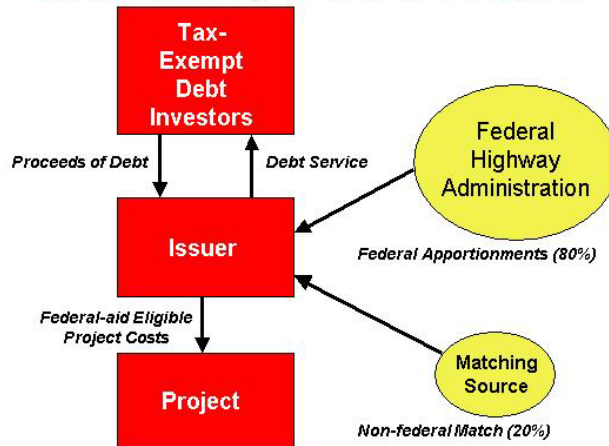 Tax-
Exempt
Debt
Investors
Proceeds of Debt
Debt Service
Federal
Highway
Administration
Issuer
Federal Apportionments (80%)
Federal-aid Eligible
Project Costs
Matching
Source
Project
Non-federal Match (20%)